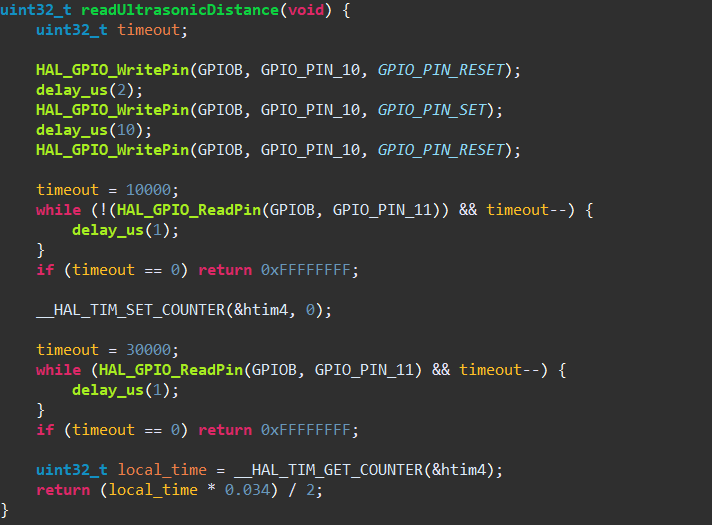 uint32_t readUltrasonicDistance(void) {
    uint32_t timeout;

    HAL_GPIO_WritePin(GPIOB, GPIO_PIN_10, GPIO_PIN_RESET);
    delay_us(2);
    HAL_GPIO_WritePin(GPIOB, GPIO_PIN_10, GPIO_PIN_SET);
    delay_us(10);
    HAL_GPIO_WritePin(GPIOB, GPIO_PIN_10, GPIO_PIN_RESET);

    timeout = 10000;
    while (!(HAL_GPIO_ReadPin(GPIOB, GPIO_PIN_11)) && timeout--) {
        delay_us(1);
    }
    if (timeout == 0) return 0xFFFFFFFF;

    __HAL_TIM_SET_COUNTER(&htim4, 0);

    timeout = 30000;
    while (HAL_GPIO_ReadPin(GPIOB, GPIO_PIN_11) && timeout--) {
        delay_us(1);
    }
    if (timeout == 0) return 0xFFFFFFFF;

    uint32_t local_time = __HAL_TIM_GET_COUNTER(&htim4);
    return (local_time * 0.034) / 2;
}